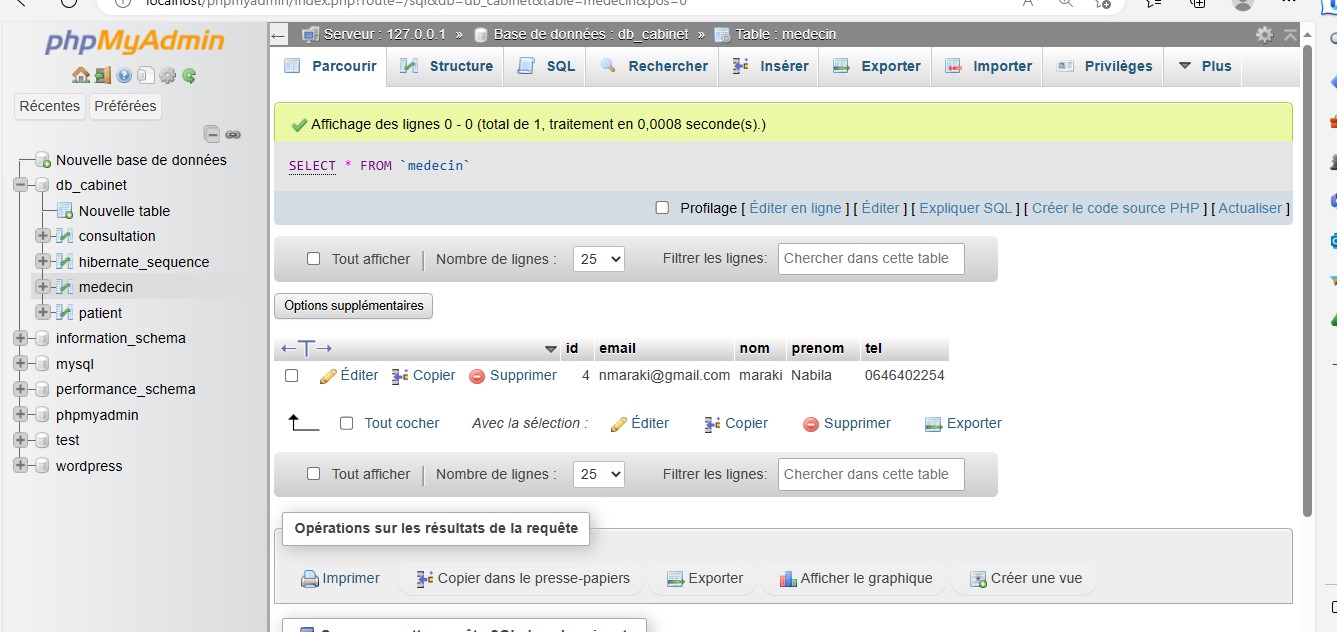 localhost/phpmyadmin/index.php?route=/sql&db=db_cabinet&table=medecin&pos=0
phpMyAdmin
Récentes Préférées
Nouvelle base de données
db_cabinet
Nouvelle table
consultation
hibernate_sequence
medecin
patient
information_schema
mysql
performance_schema
phpmyadmin
test
wordpress
Serveur : 127.0.0.1 » Base de données : db_cabinet » Table : medecin
Parcourir Structure SQL Rechercher Insérer Exporter Importer Privilèges Plus
Affichage des lignes 0 - 0 (total de 1, traitement en 0,0008 seconde(s).)
SELECT * FROM `medecin`
Profilage [ Éditer en ligne ] [ Éditer ] [ Expliquer SQL ] [ Créer le code source PHP ] [ Actualiser ]
Tout afficher Nombre de lignes : 25 Filtrer les lignes: Chercher dans cette table
Options supplémentaires
id email nom prenom tel
Éditer Copier Supprimer 4 nmaraki@gmail.com maraki Nabila 0646402254
Tout cocher Avec la sélection : Éditer Copier Supprimer Exporter
Tout afficher Nombre de lignes : 25 Filtrer les lignes: Chercher dans cette table
Opérations sur les résultats de la requête
Imprimer Copier dans le presse-papiers Exporter Afficher le graphique Créer une vue